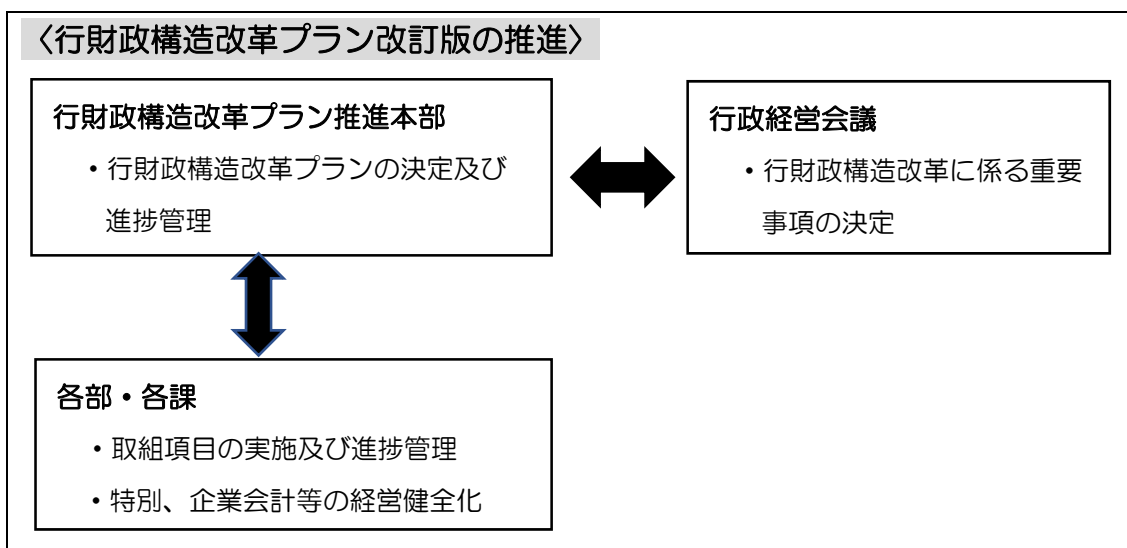 〈行財政構造改革プラン改訂版の推進〉
行財政構造改革プラン推進本部
・行財政構造改革プランの決定及び
進捗管理
行政経営会議
・行財政構造改革に係る重要
事項の決定
各部・各課
・取組項目の実施及び進捗管理
・特別、企業会計等の経営健全化